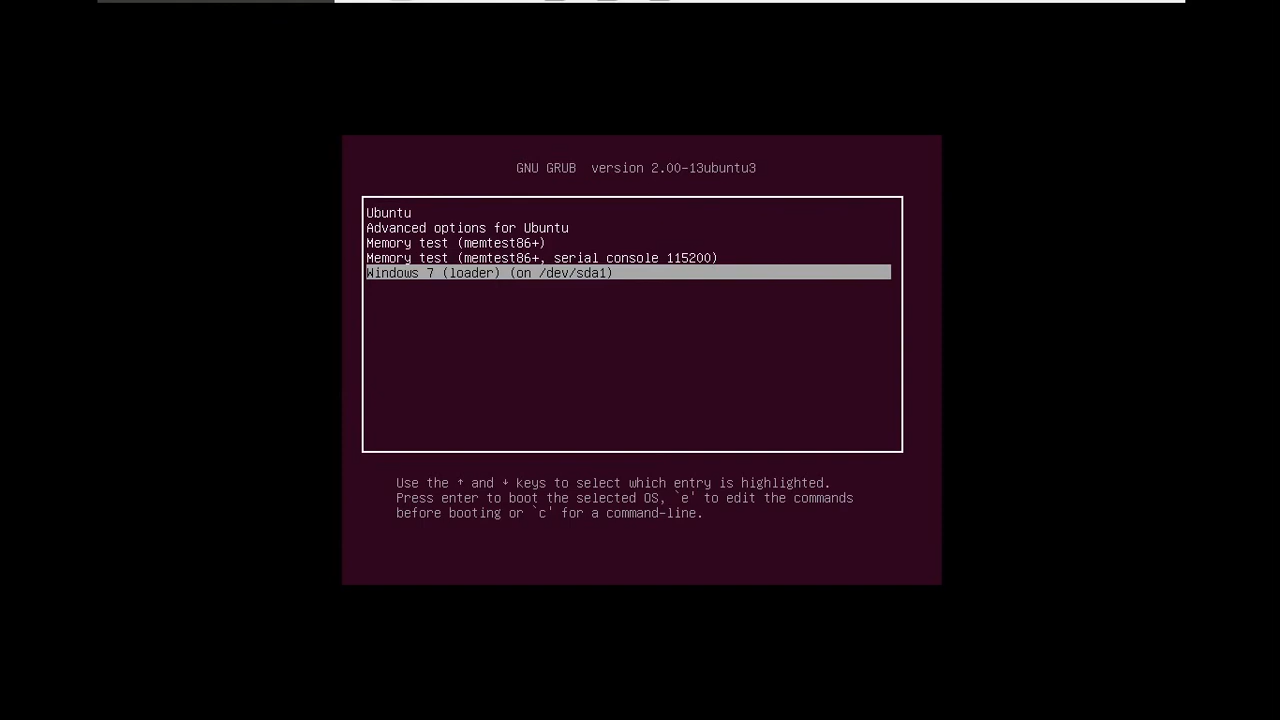 GNU GRUB  version 2.00-13ubuntu3
Ubuntu
Advanced options for Ubuntu
Memory test (memtest86+)
Memory test (memtest86+, serial console 115200)
Windows 7 (loader) (on /dev/sda1)
Use the ↑ and ↓ keys to select which entry is highlighted.
Press enter to boot the selected OS, `e' to edit the commands
before booting or `c' for a command-line.